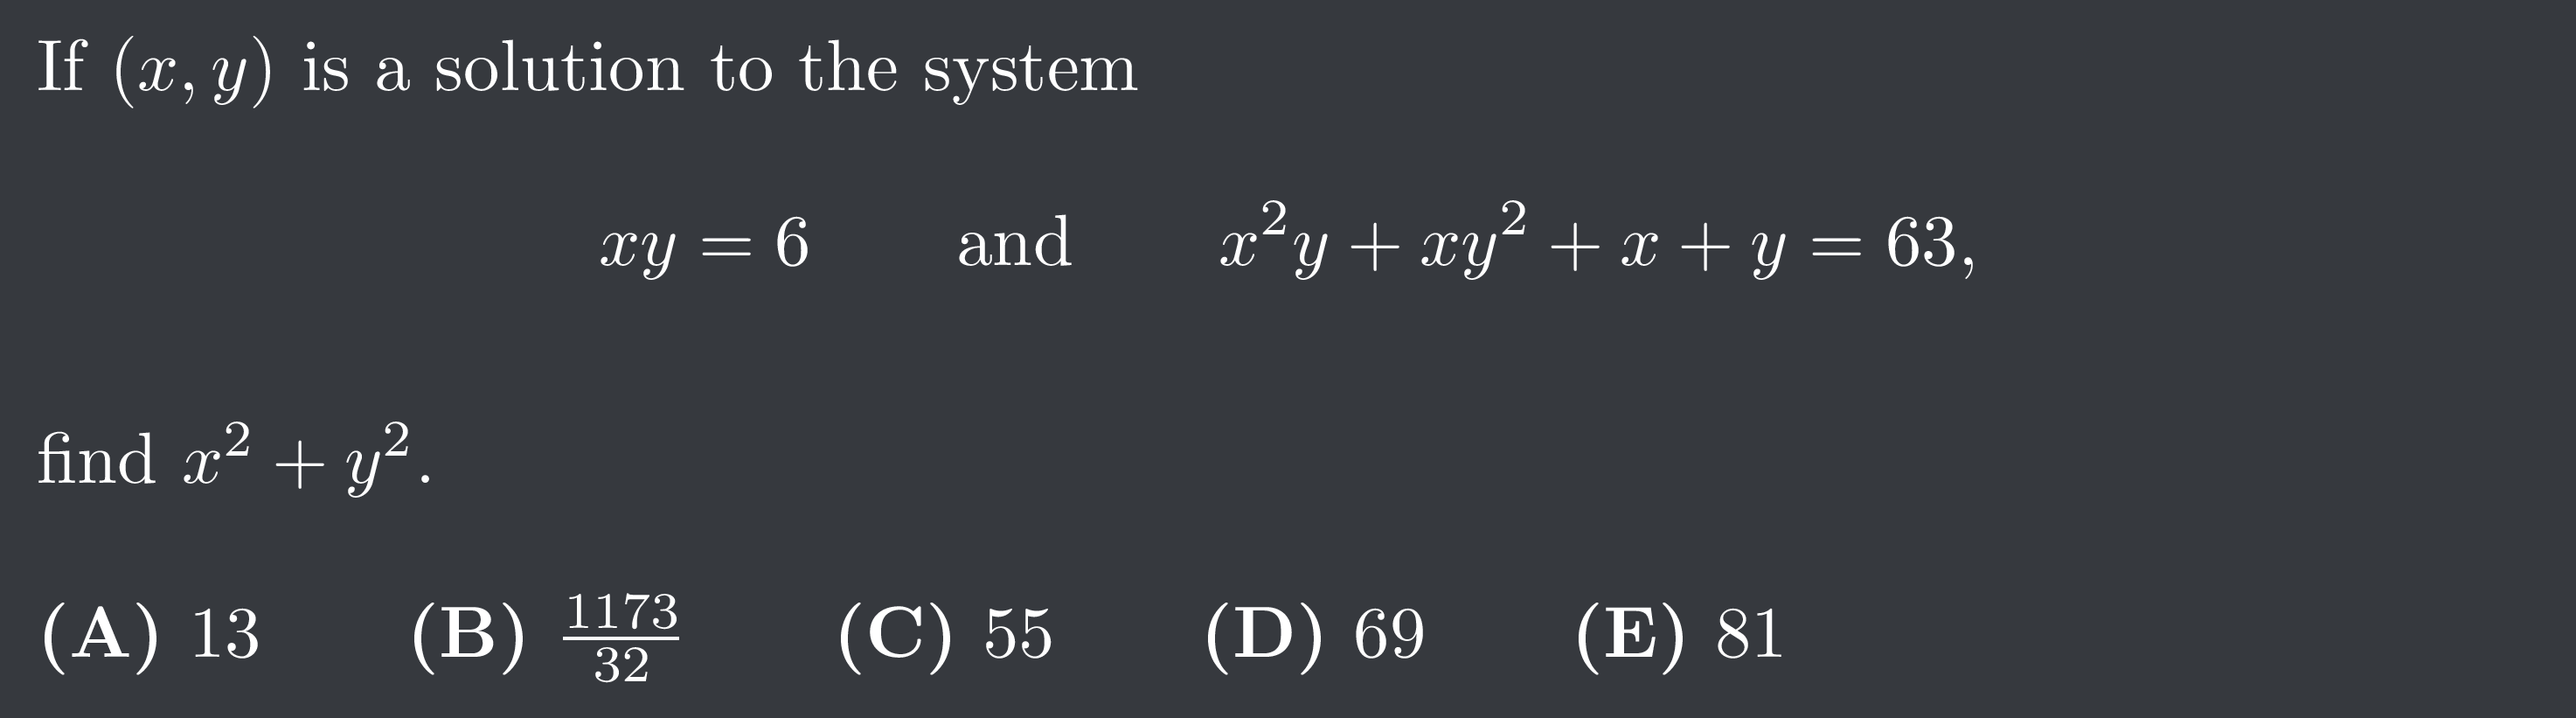 If (x, y) is a solution to the system
xy = 6 and x²y + xy² + x + y = 63,
find x² + y².
(A) 13 (B) 1173/32 (C) 55 (D) 69 (E) 81